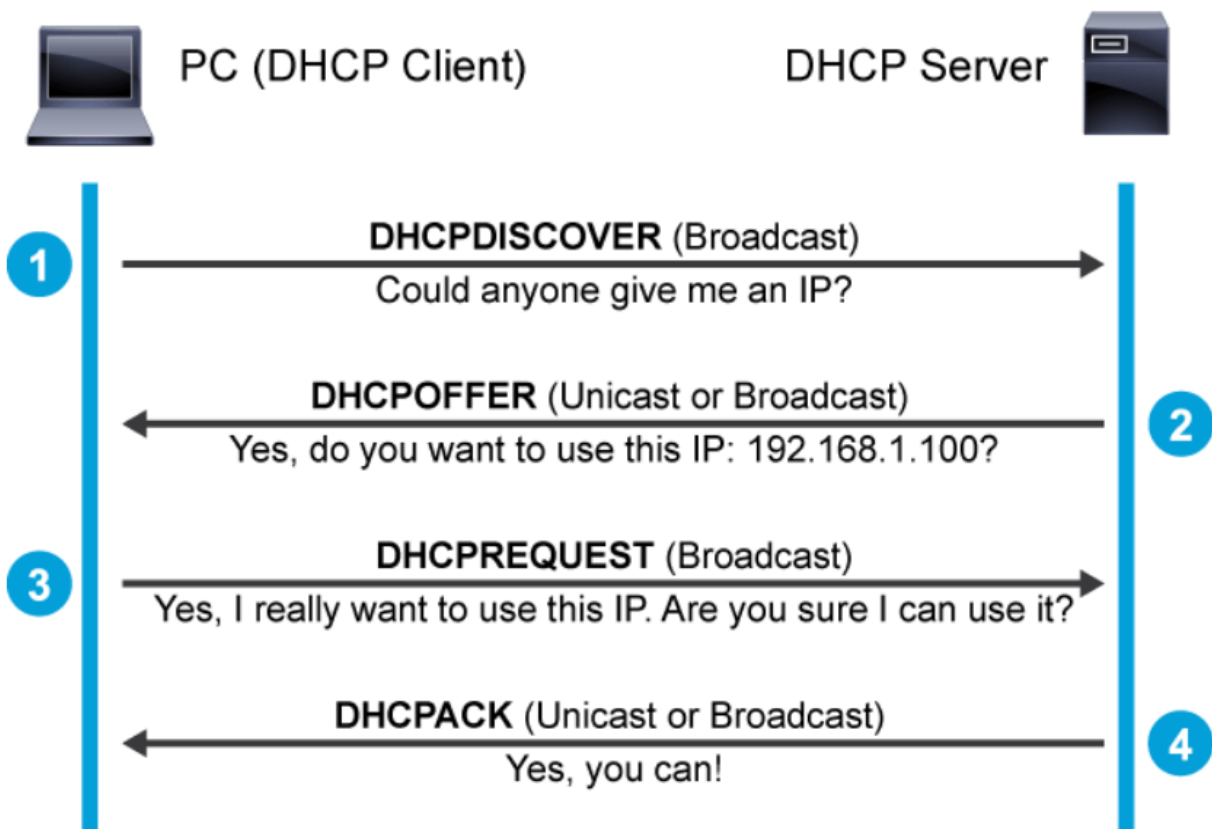 PC (DHCP Client)
DHCP Server
1
DHCPDISCOVER (Broadcast)
Could anyone give me an IP?
DHCPOFFER (Unicast or Broadcast)
2
Yes, do you want to use this IP: 192.168.1.100?
DHCPREQUEST (Broadcast)
3
Yes, I really want to use this IP. Are you sure I can use it?
DHCPACK (Unicast or Broadcast)
4
Yes, you can!